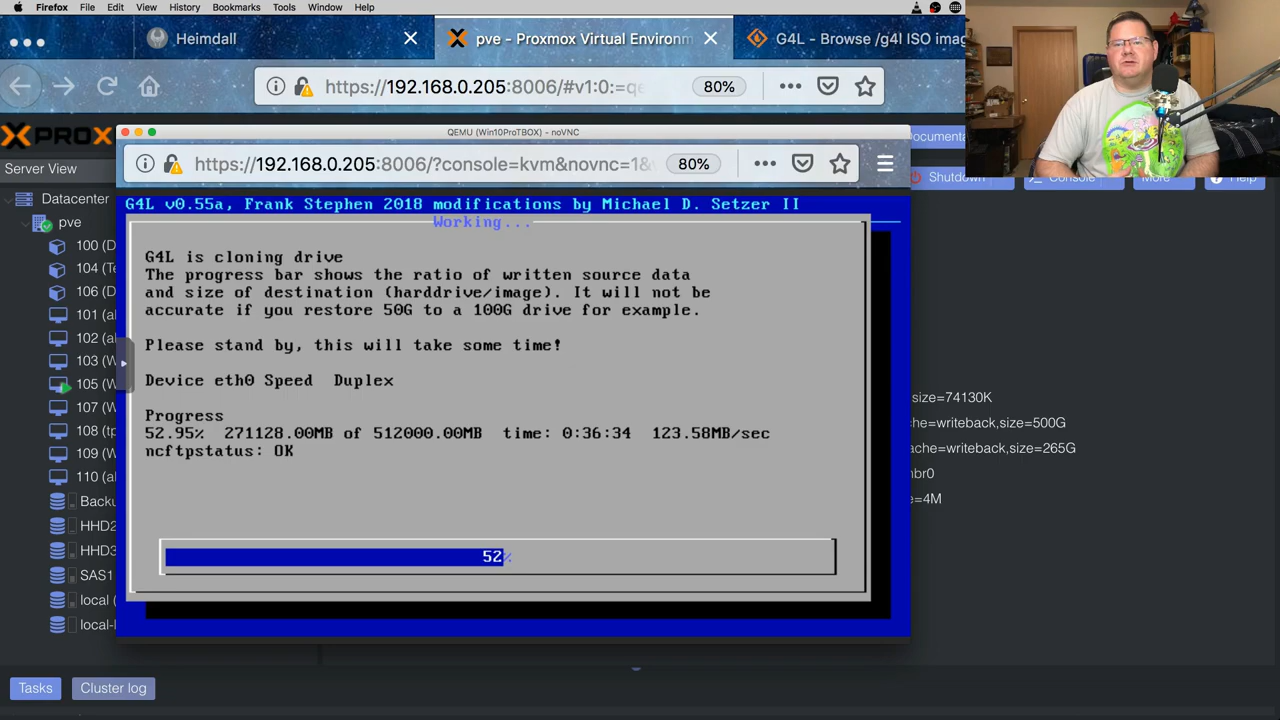 Firefox File Edit View History Bookmarks Tools Window Help
Heimdall
pve - Proxmox Virtual Environm
G4L - Browse /g4l ISO imag
https://192.168.0.205:8006/#v1:0:=qe
80%
PROX
QEMU (Win10ProTBOX) - noVNC
Documenta
https://192.168.0.205:8006/?console=kvm&novnc=1&
80%
Server View
Shutdown
Console
More
Help
Datacenter
pve
100 (D
104 (Te
106 (D
101 (al
102 (al
103 (W
105 (W
107 (W
108 (tp
109 (W
110 (al
Backu
HHD2
HHD3
SAS1
local (
local-l
G4L v0.55a, Frank Stephen 2018 modifications by Michael D. Setzer II
Working...
G4L is cloning drive
The progress bar shows the ratio of written source data
and size of destination (harddrive/image). It will not be
accurate if you restore 50G to a 100G drive for example.
Please stand by, this will take some time!
Device eth0 Speed Duplex
Progress
52.95% 271128.00MB of 512000.00MB time: 0:36:34 123.58MB/sec
ncftpstatus: OK
52%
size=74130K
che=writeback,size=500G
che=writeback,size=265G
mbr0
e=4M
Tasks
Cluster log